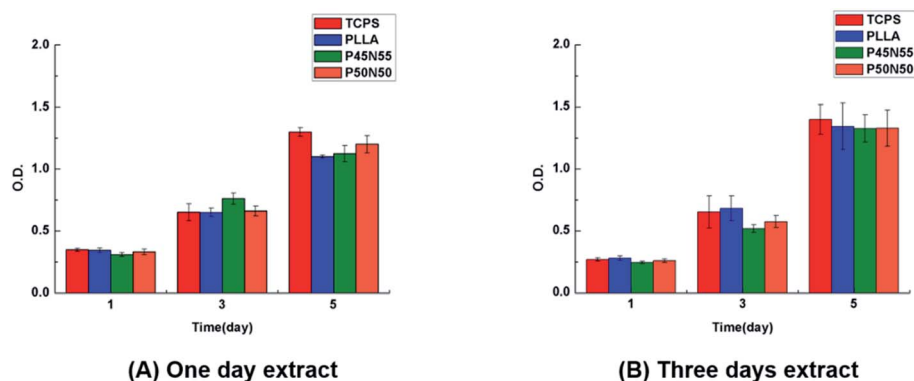 TCPS
PLLA
P45N55
P50N50
2.0
1.5
1.0
0.5
0.0
O.D.
1 3 5
Time(day)
(A) One day extract
TCPS
PLLA
P45N55
P50N50
2.0
1.5
1.0
0.5
0.0
O.D.
1 3 5
Time(day)
(B) Three days extract